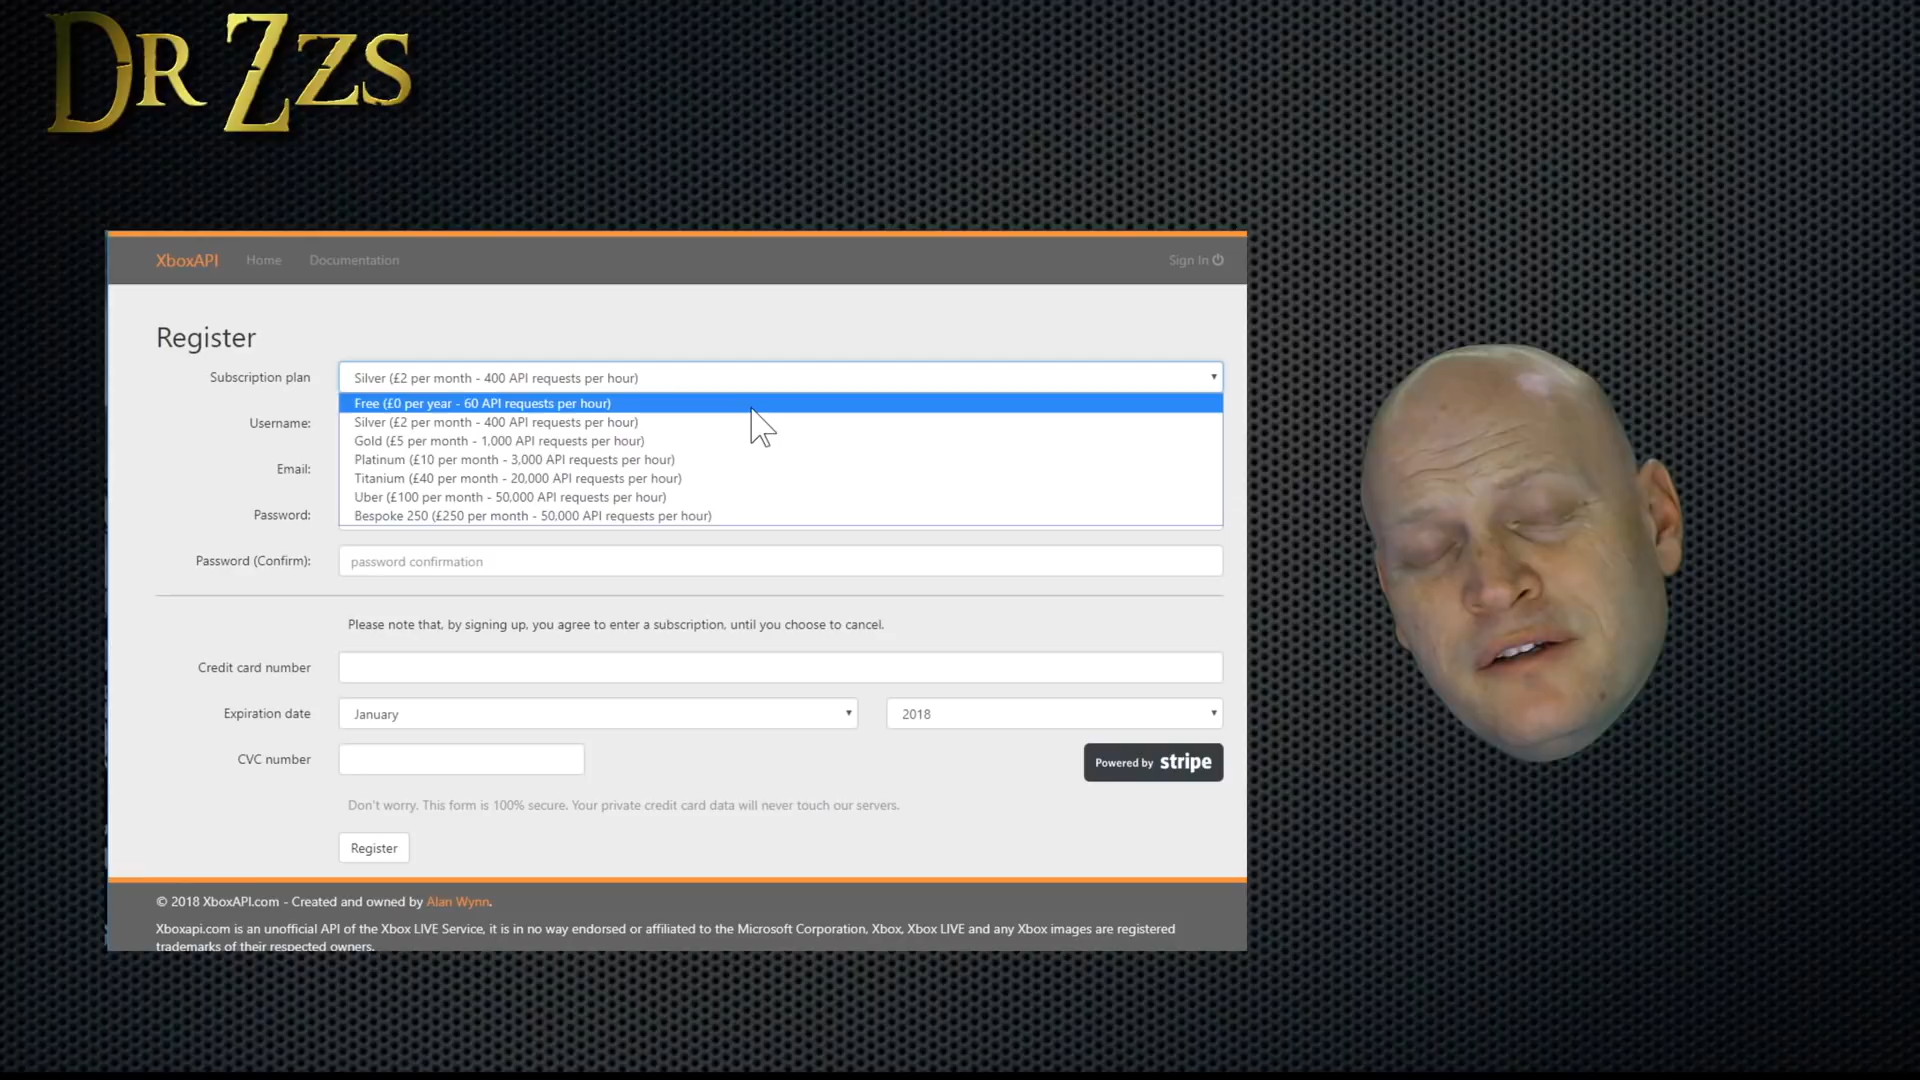 Dr Zzs
XboxAPI Home Documentation Sign In
Register
Subscription plan Silver (£2 per month - 400 API requests per hour)
Free (£0 per year - 60 API requests per hour)
Username: Silver (£2 per month - 400 API requests per hour)
Gold (£5 per month - 1,000 API requests per hour)
Email: Platinum (£10 per month - 3,000 API requests per hour)
Titanium (£40 per month - 20,000 API requests per hour)
Uber (£100 per month - 50,000 API requests per hour)
Password: Bespoke 250 (£250 per month - 50,000 API requests per hour)
Password (Confirm): password confirmation
Please note that, by signing up, you agree to enter a subscription, until you choose to cancel.
Credit card number
Expiration date January 2018
CVC number Powered by stripe
Don't worry. This form is 100% secure. Your private credit card data will never touch our servers.
Register
© 2018 XboxAPI.com - Created and owned by Alan Wynn.
Xboxapi.com is an unofficial API of the Xbox LIVE Service, it is in no way endorsed or affiliated to the Microsoft Corporation, Xbox, Xbox LIVE and any Xbox images are registered
trademarks of their respected owners.